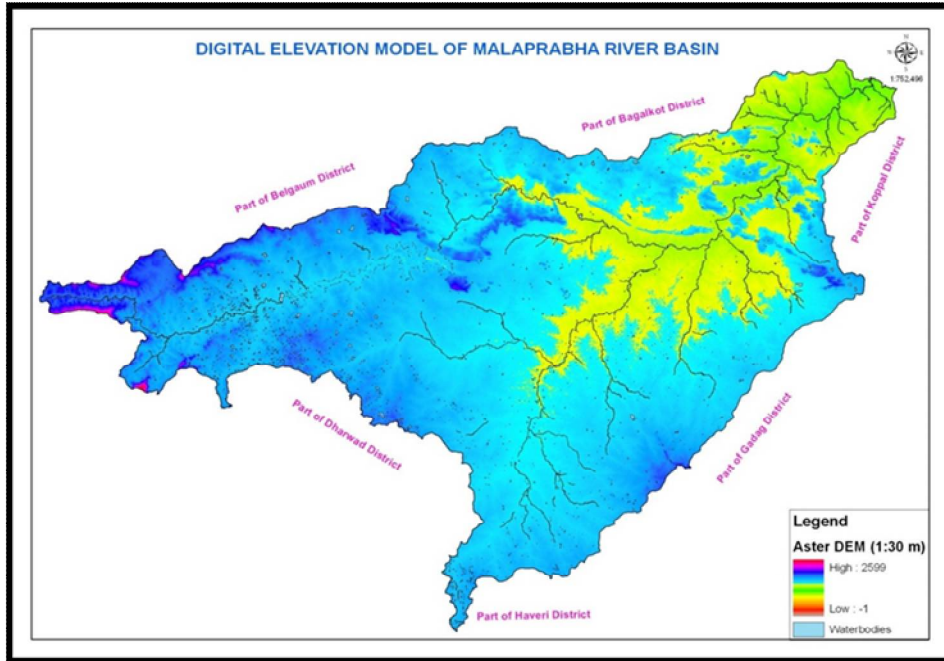 DIGITAL ELEVATION MODEL OF MALAPRABHA RIVER BASIN
N
W E
S
1:752,496
Part of Bagalkot District
Part of Belgaum District
Part of Koppal District
Part of Dharwad District
Part of Gadag District
Part of Haveri District
Legend
Aster DEM (1:30 m)
High : 2599
Low : -1
Waterbodies